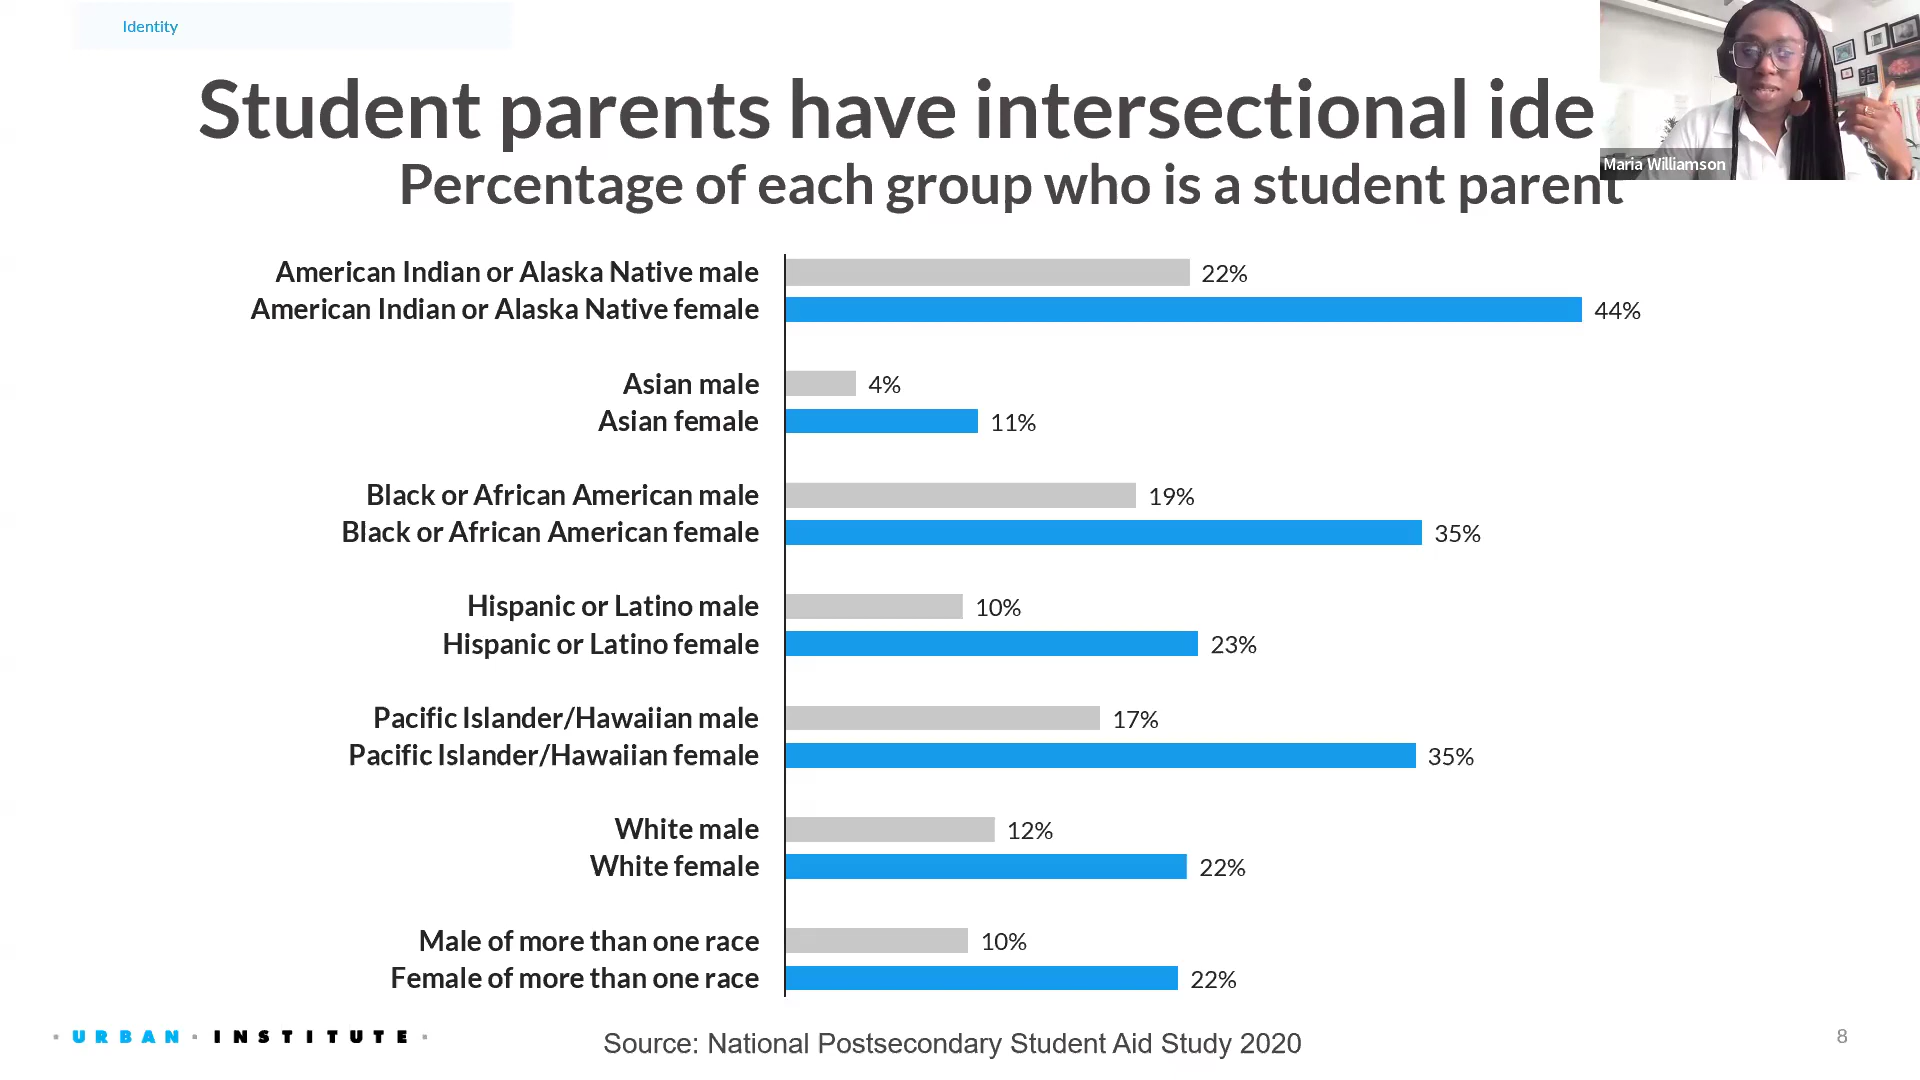 Identity
Student parents have intersectional ide
Maria Williamson
Percentage of each group who is a student parent
American Indian or Alaska Native male 22%
American Indian or Alaska Native female 44%
Asian male 4%
Asian female 11%
Black or African American male 19%
Black or African American female 35%
Hispanic or Latino male 10%
Hispanic or Latino female 23%
Pacific Islander/Hawaiian male 17%
Pacific Islander/Hawaiian female 35%
White male 12%
White female 22%
Male of more than one race 10%
Female of more than one race 22%
· URBAN · INSTITUTE ·
Source: National Postsecondary Student Aid Study 2020
8